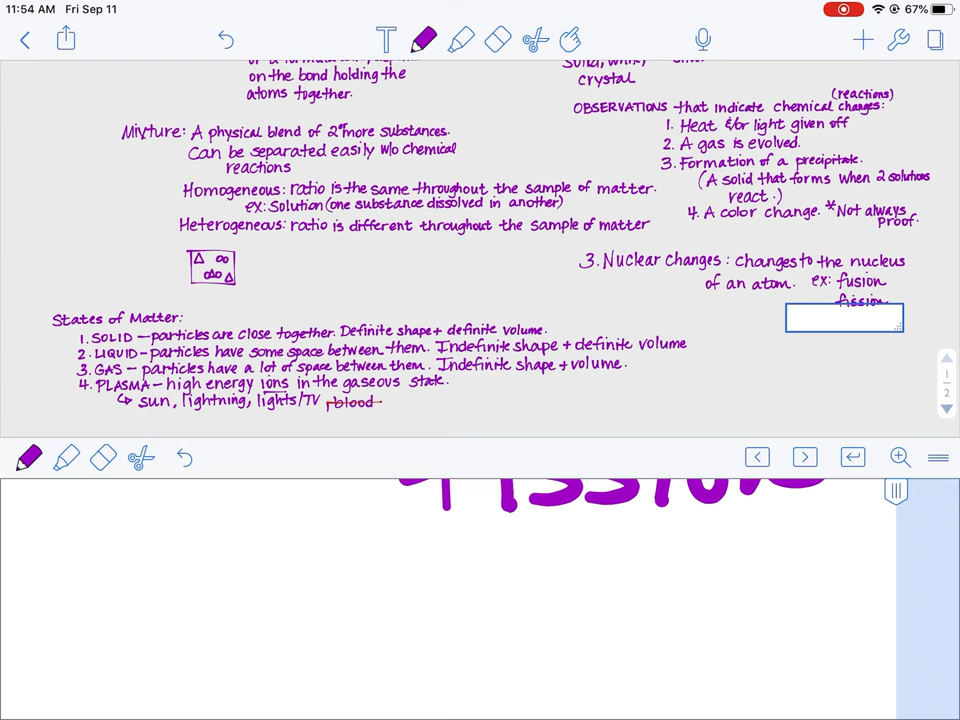 11:54 AM Fri Sep 11
67%
T
on the bond holding the
atoms together.
Mixture: A physical blend of 2 or more substances.
Can be separated easily w/o chemical
reactions
Homogeneous: ratio is the same throughout the sample of matter.
ex: Solution (one substance dissolved in another)
Heterogeneous: ratio is different throughout the sample of matter
States of Matter:
1. SOLID – particles are close together. Definite shape + definite volume.
2. LIQUID – particles have some space between them. Indefinite shape + definite volume
3. GAS – particles have a lot of space between them. Indefinite shape + volume.
4. PLASMA – high energy ions in the gaseous state.
↳ sun, lightning, lights/TV, blood
solid, white
crystal
(reactions)
OBSERVATIONS that indicate chemical changes:
1. Heat &/or light given off
2. A gas is evolved.
3. Formation of a precipitate.
(A solid that forms when 2 solutions
react.)
4. A color change. *Not always
proof.
3. Nuclear changes: changes to the nucleus
of an atom. ex: fusion
fission
1
2